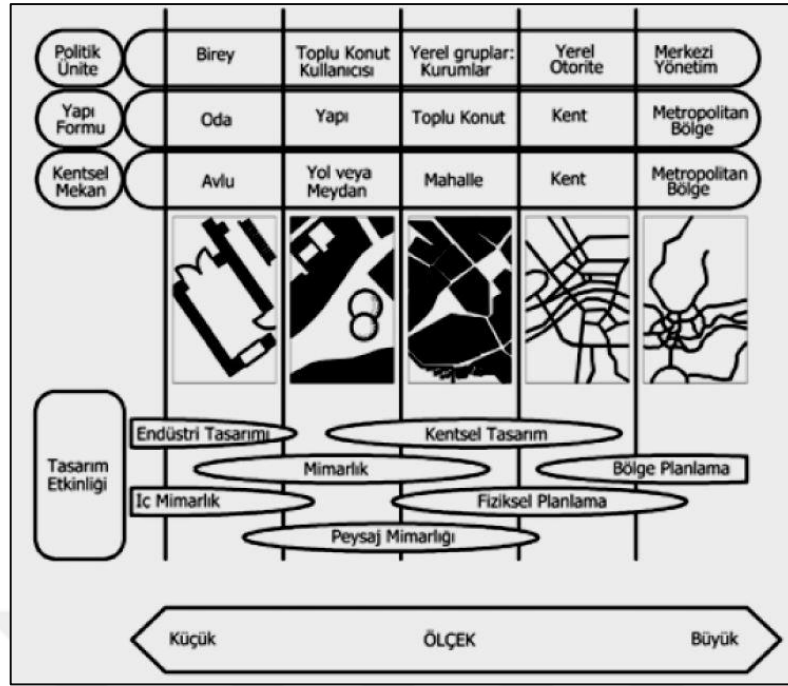 Politik
Ünite
Birey
Toplu Konut
Kullanıcısı
Yerel gruplar:
Kurumlar
Yerel
Otorite
Merkezi
Yönetim
Yapı
Formu
Oda
Yapı
Toplu Konut
Kent
Metropolitan
Bölge
Kentsel
Mekan
Avlu
Yol veya
Meydan
Mahalle
Kent
Metropolitan
Bölge
Tasarım
Etkinliği
Endüstri Tasarımı
Kentsel Tasarım
Mimarlık
Bölge Planlama
İç Mimarlık
Fiziksel Planlama
Peysaj Mimarlığı
Küçük
ÖLÇEK
Büyük